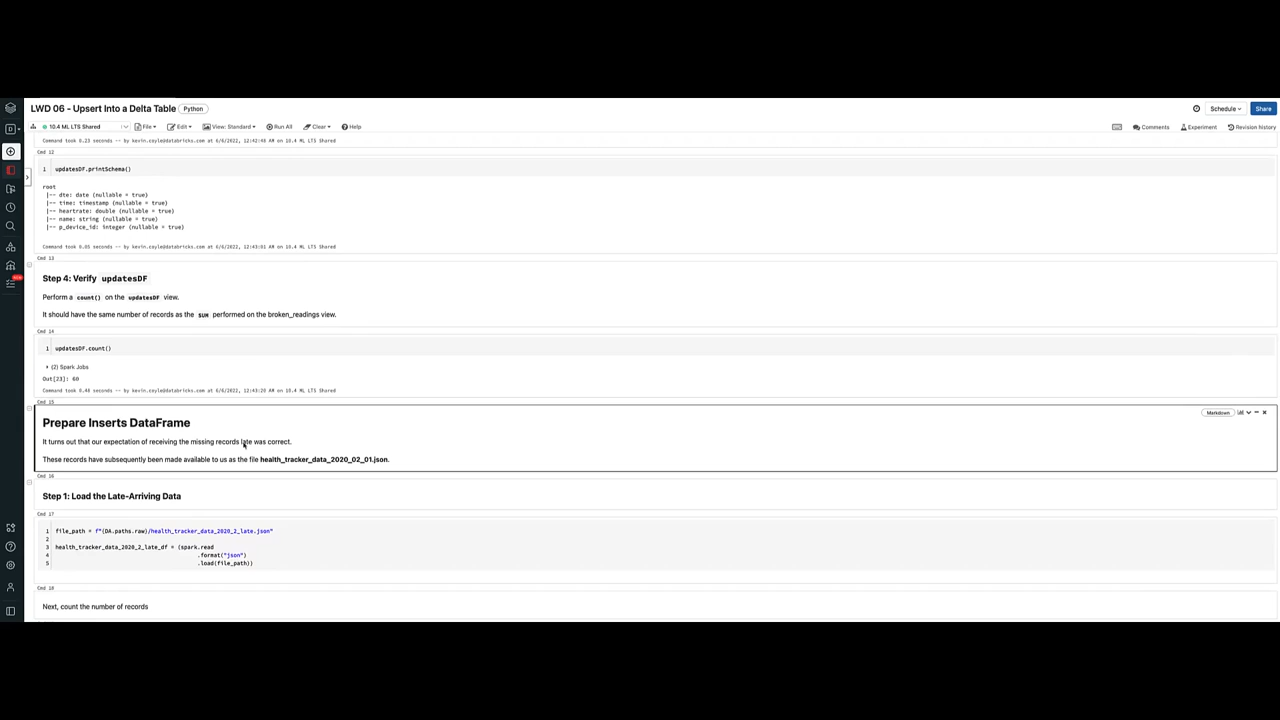 LWD 06 - Upsert Into a Delta Table Python
Schedule Share
10.4 ML LTS Shared File Edit View: Standard Run All Clear Help Comments Experiment Revision history
Command took 0.23 seconds -- by kevin.coyle@databricks.com at 6/6/2022, 12:42:48 AM on 10.4 ML LTS Shared
Cmd 12
1 updatesDF.printSchema()
root
|-- dte: date (nullable = true)
|-- time: timestamp (nullable = true)
|-- heartrate: double (nullable = true)
|-- name: string (nullable = true)
|-- p_device_id: integer (nullable = true)
Command took 0.05 seconds -- by kevin.coyle@databricks.com at 6/6/2022, 12:43:01 AM on 10.4 ML LTS Shared
Cmd 13
Step 4: Verify updatesDF
Perform a count() on the updatesDF view.
It should have the same number of records as the SUM performed on the broken_readings view.
Cmd 14
1 updatesDF.count()
(2) Spark Jobs
Out[23]: 60
Command took 0.48 seconds -- by kevin.coyle@databricks.com at 6/6/2022, 12:43:20 AM on 10.4 ML LTS Shared
Cmd 15
Markdown
Prepare Inserts DataFrame
It turns out that our expectation of receiving the missing records late was correct.
These records have subsequently been made available to us as the file health_tracker_data_2020_02_01.json.
Cmd 16
Step 1: Load the Late-Arriving Data
Cmd 17
1 file_path = f"{DA.paths.raw}/health_tracker_data_2020_2_late.json"
2
3 health_tracker_data_2020_2_late_df = (spark.read
4 .format("json")
5 .load(file_path))
Cmd 18
Next, count the number of records